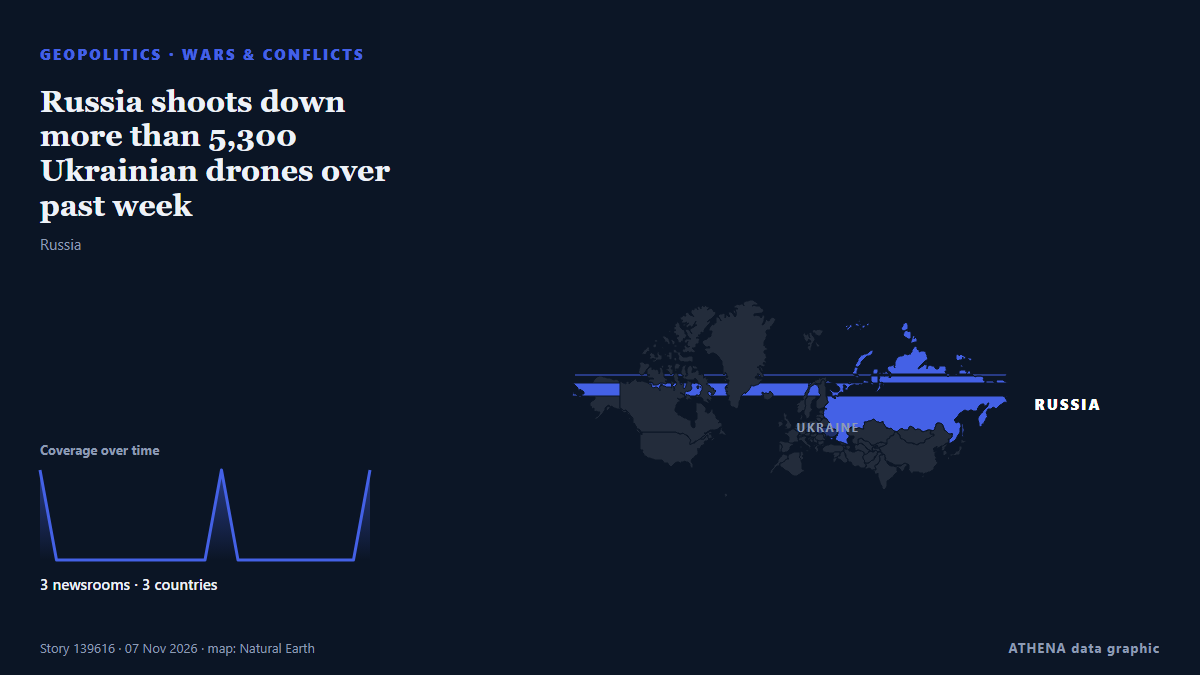 GEOPOLITICS · WARS & CONFLICTS
Russia shoots down
more than 5,300
Ukrainian drones over
past week
Russia
RUSSIA
UKRAINE
Coverage over time
3 newsrooms · 3 countries
Story 139616 · 07 Nov 2026 · map: Natural Earth
ATHENA data graphic